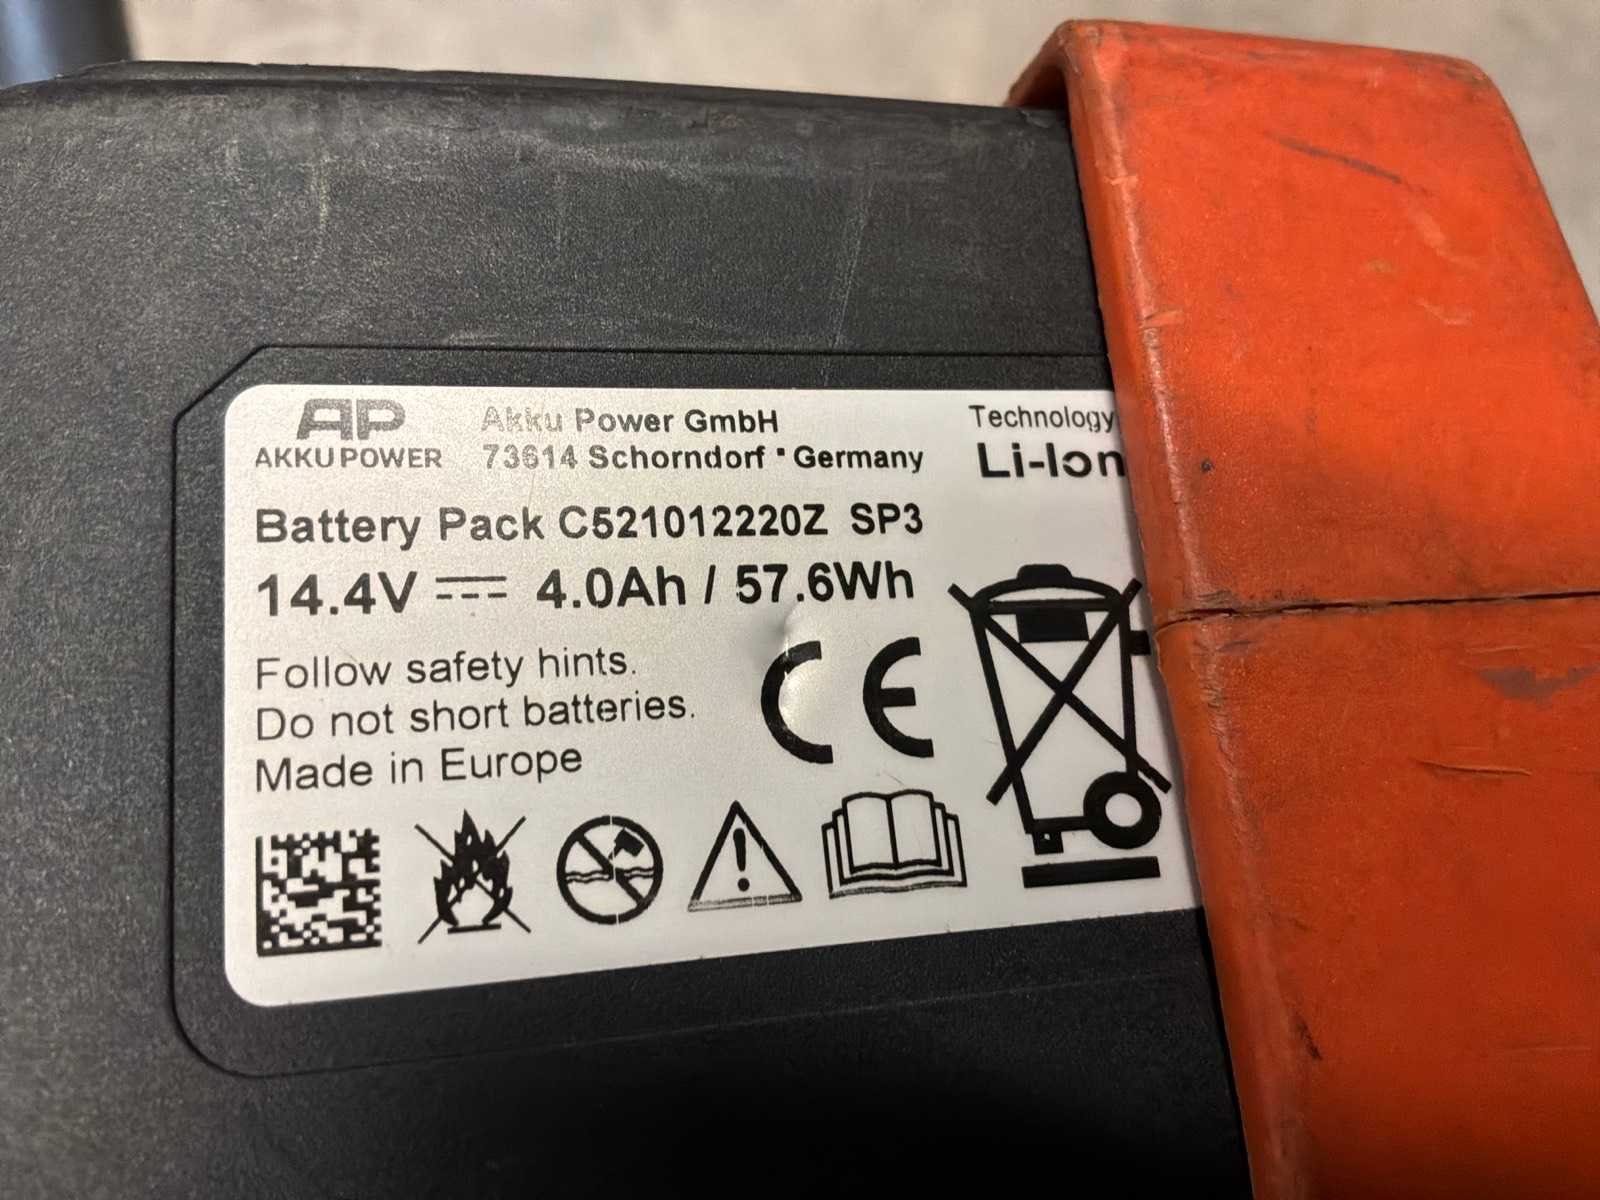 AP
AKKU POWER
Akku Power GmbH
73614 Schorndorf ▪ Germany
Technology
Li-Ion
Battery Pack C521012220Z SP3
14.4V ⎓ 4.0Ah / 57.6Wh
Follow safety hints.
Do not short batteries.
Made in Europe
CE